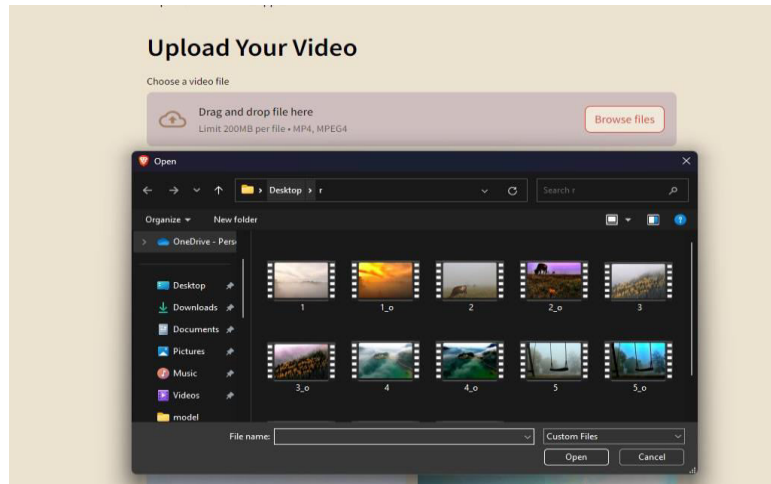 Upload Your Video
Choose a video file
Drag and drop file here
Limit 200MB per file • MP4, MPEG4
Browse files
Open
Desktop › r
Search r
Organize
New folder
OneDrive - Pers
Desktop
Downloads
Documents
Pictures
Music
Videos
model
1
1_o
2
2_o
3
3_o
4
4_o
5
5_o
File name:
Custom Files
Open
Cancel